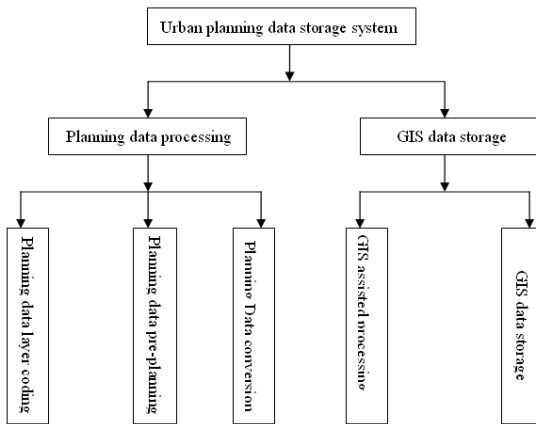 Urban planning data storage system
Planning data processing
GIS data storage
Planning data layer coding
Planning data pre-planning
Planning Data conversion
GIS assisted processing
GIS data storage